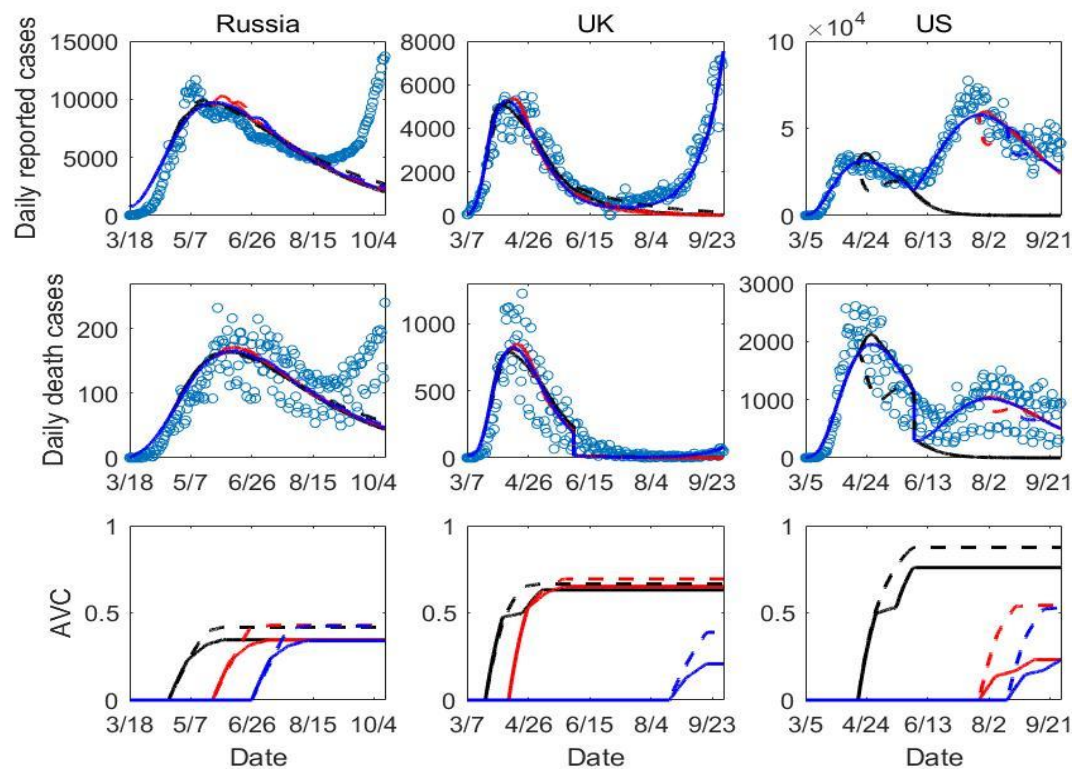 Russia UK US
× 10^4
Daily reported cases
15000 10000 5000 0
3/18 5/7 6/26 8/15 10/4
8000 6000 4000 2000 0
3/7 4/26 6/15 8/4 9/23
10 5 0
3/5 4/24 6/13 8/2 9/21
Daily death cases
200 100 0
3/18 5/7 6/26 8/15 10/4
1000 500 0
3/7 4/26 6/15 8/4 9/23
3000 2000 1000 0
3/5 4/24 6/13 8/2 9/21
AVC
1 0.5 0
3/18 5/7 6/26 8/15 10/4
1 0.5 0
3/7 4/26 6/15 8/4 9/23
1 0.5 0
3/5 4/24 6/13 8/2 9/21
Date Date Date